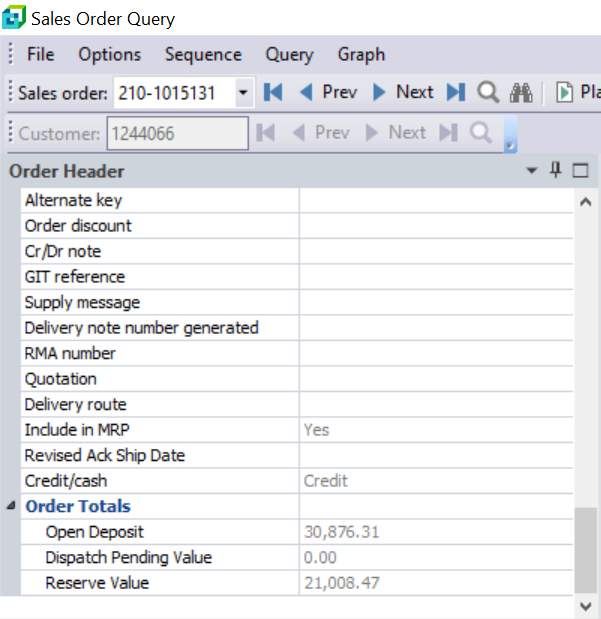 Sales Order Query
File Options Sequence Query Graph
Sales order: 210-1015131 Prev Next
Customer: 1244066 Prev Next
Order Header
Alternate key
Order discount
Cr/Dr note
GIT reference
Supply message
Delivery note number generated
RMA number
Quotation
Delivery route
Include in MRP Yes
Revised Ack Ship Date
Credit/cash Credit
Order Totals
Open Deposit 30,876.31
Dispatch Pending Value 0.00
Reserve Value 21,008.47